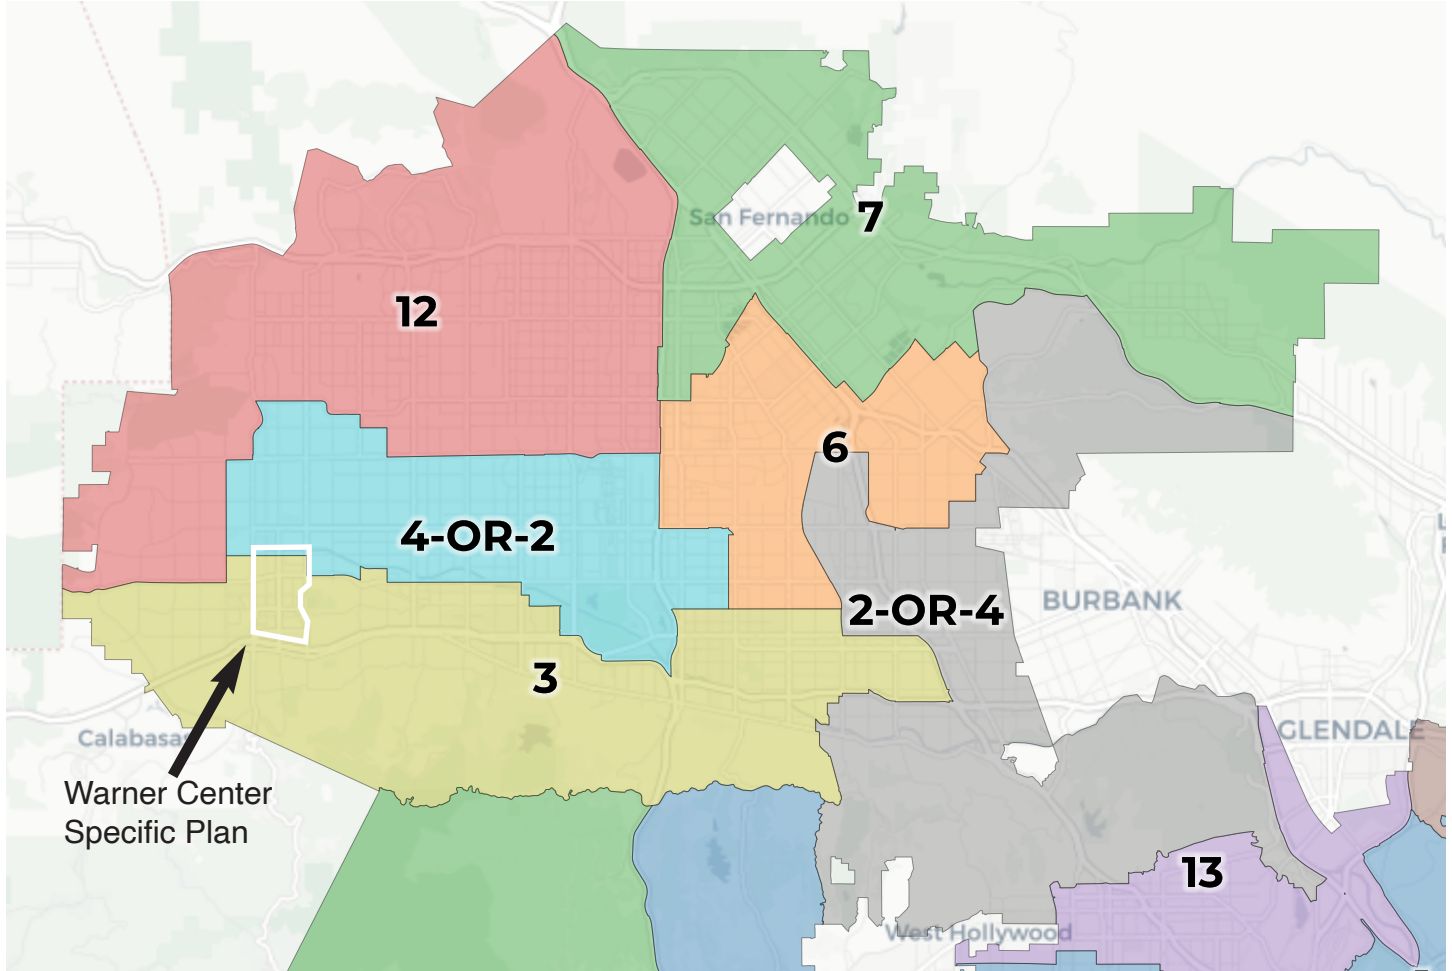 San Fernando
7
12
6
4-OR-2
2-OR-4
BURBANK
3
Calabasas
GLENDALE
Warner Center
Specific Plan
13
West Hollywood